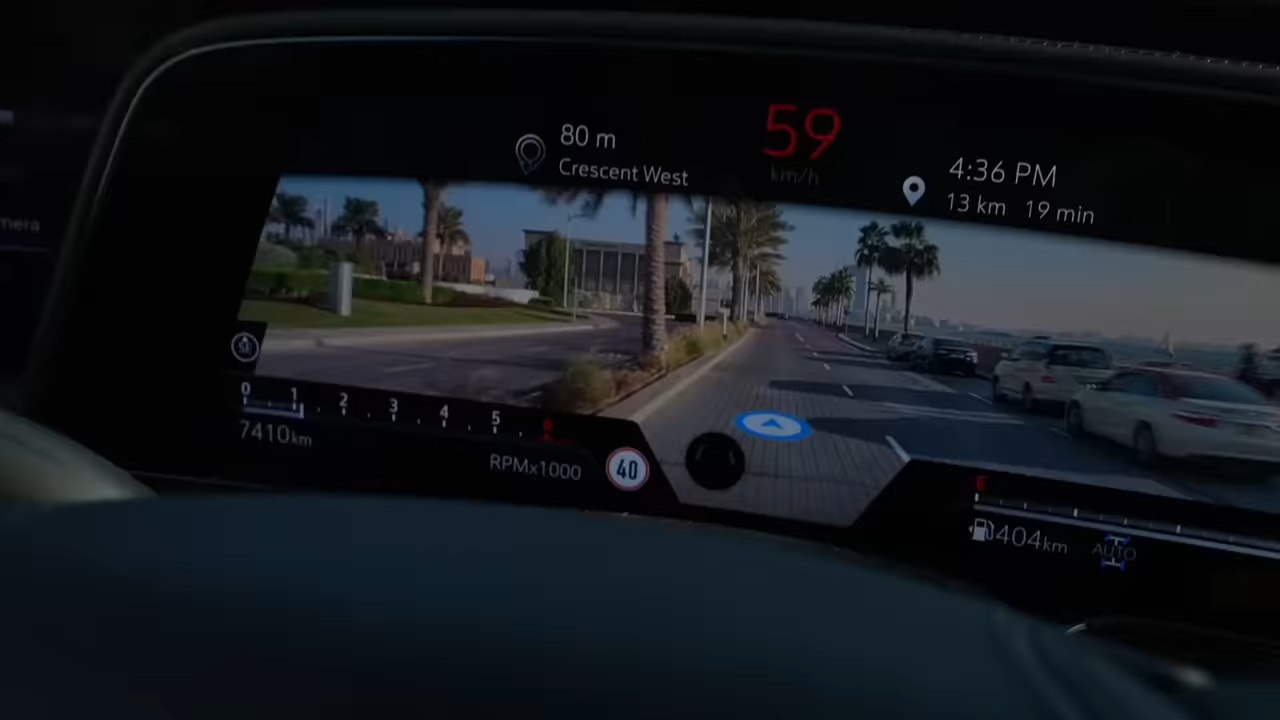 80 m
Crescent West
59
km/h
4:36 PM
13 km 19 min
mera
0 1 2 3 4 5
7410km
RPMx1000
40
E
404km
AUTO